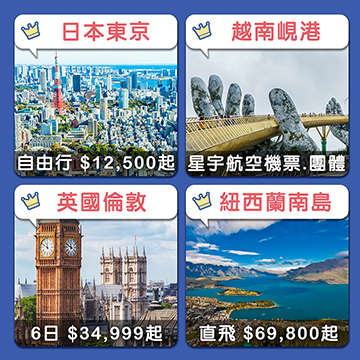 日本東京
自由行 $12,500起
越南峴港
星宇航空機票.團體
英國倫敦
6日 $34,999起
紐西蘭南島
直飛 $69,800起